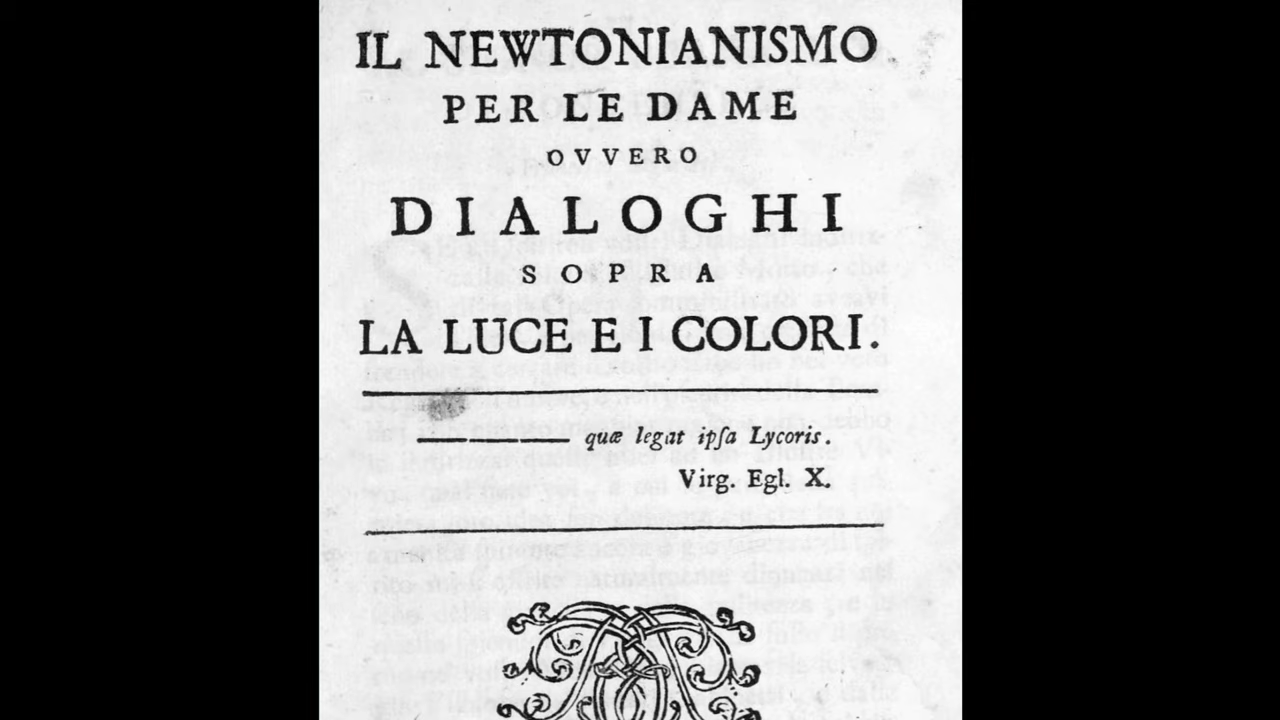 IL NEWTONIANISMO
PER LE DAME
OVVERO
DIALOGHI
SOPRA
LA LUCE E I COLORI.
quæ legat ipſa Lycoris.
Virg. Egl. X.